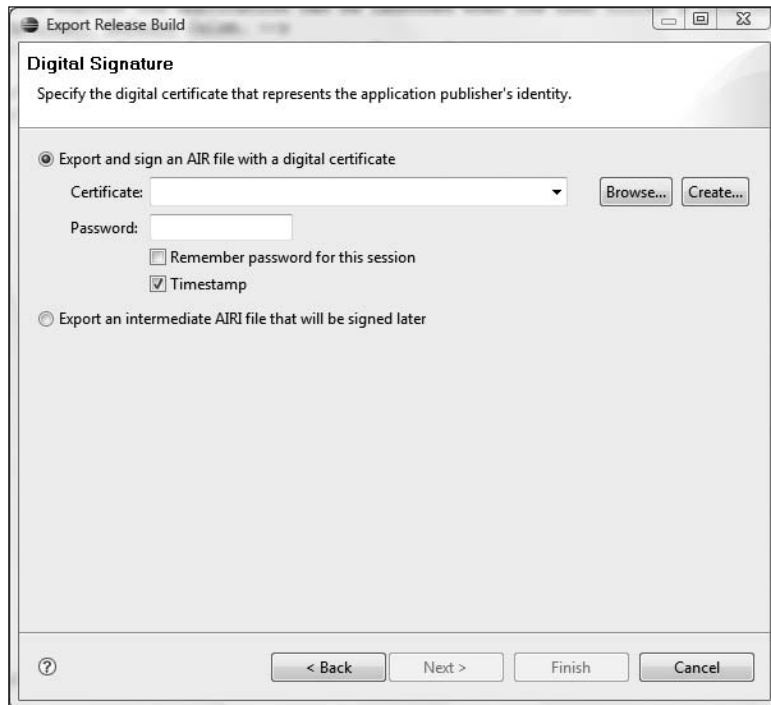 Export Release Build
Digital Signature
Specify the digital certificate that represents the application publisher's identity.
Export and sign an AIR file with a digital certificate
Certificate: Browse... Create...
Password:
Remember password for this session
Timestamp
Export an intermediate AIRI file that will be signed later
? < Back Next > Finish Cancel